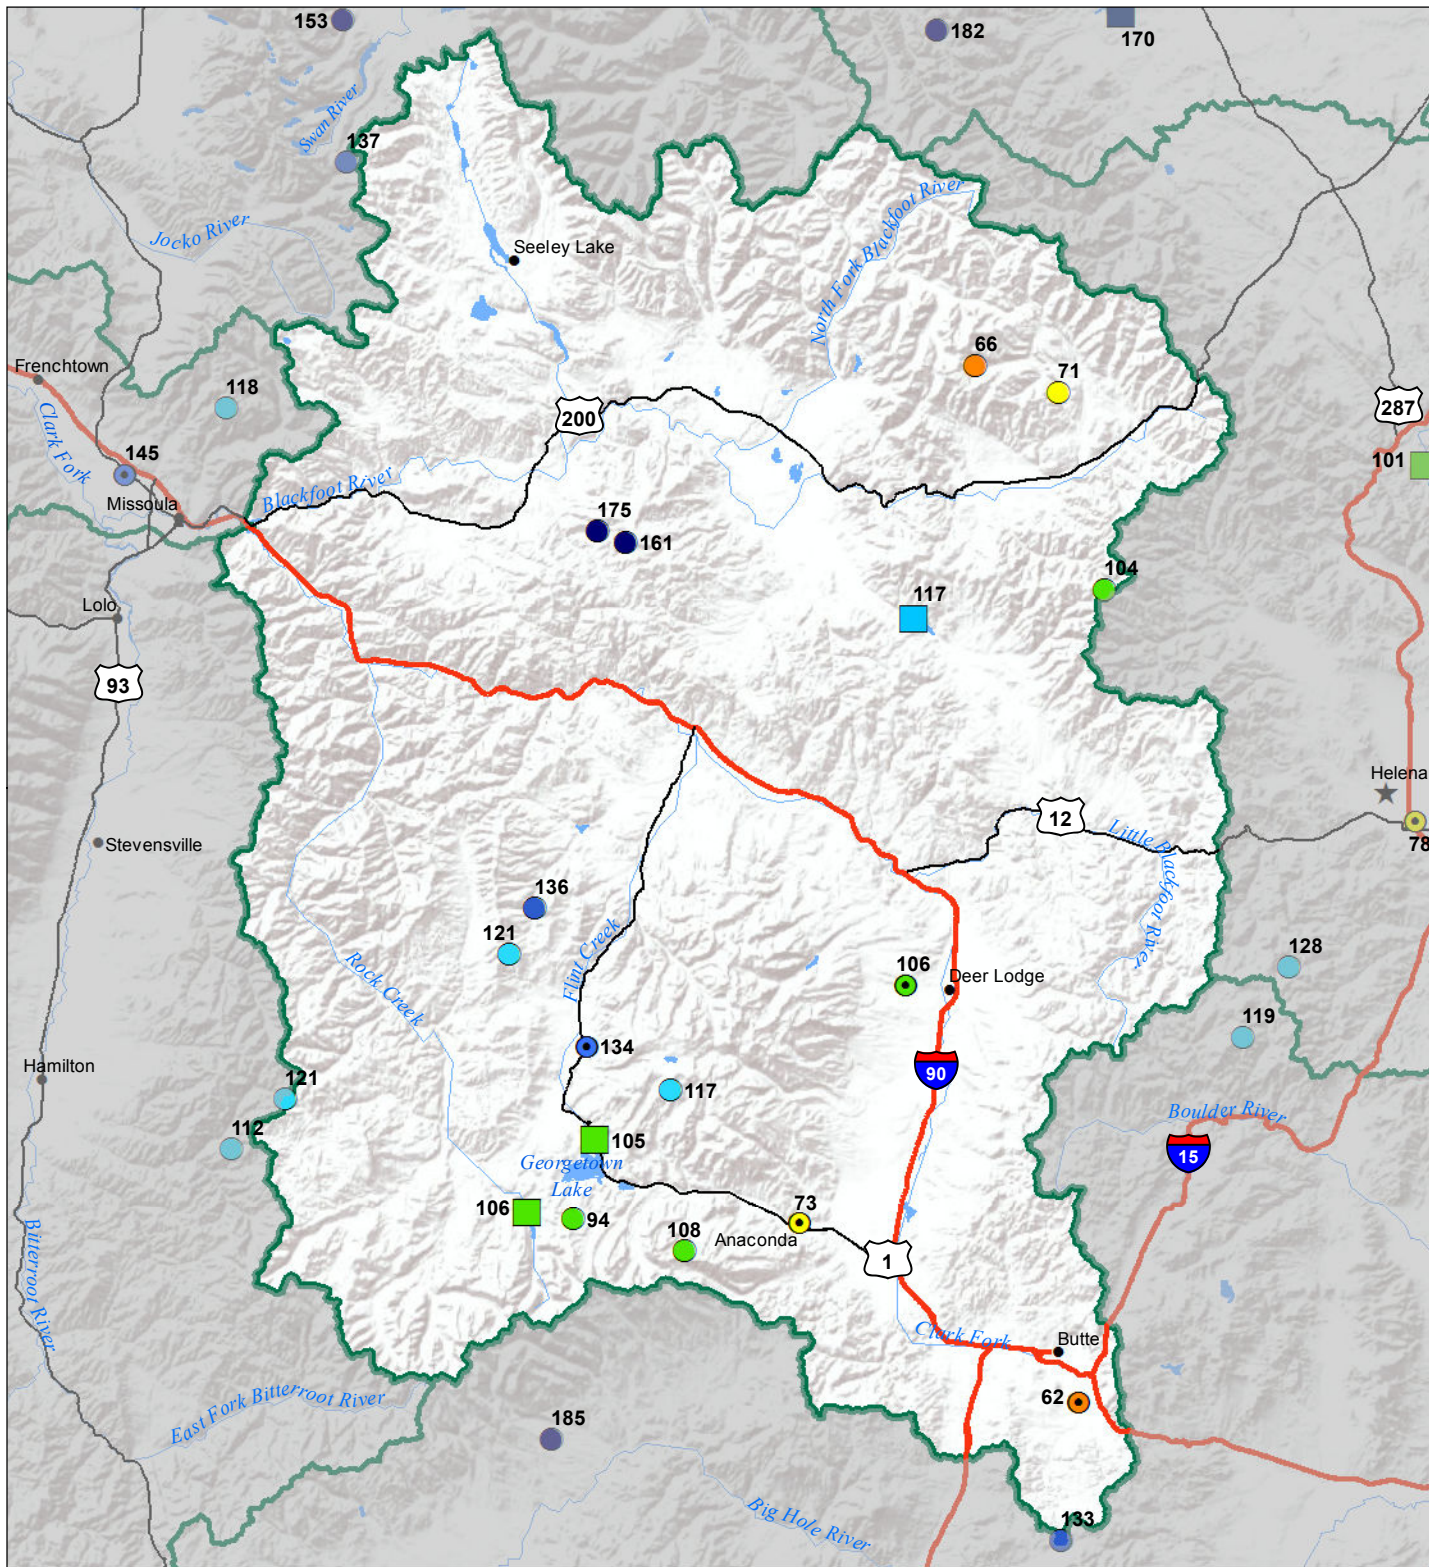 153
182
170
Swan River
137
Jocko River
Seeley Lake
North Fork Blackfoot River
66
71
Frenchtown
118
200
287
Clark Fork
145
101
Blackfoot River
Missoula
175
161
104
117
Lolo
93
Helena
12
Little Blackfoot River
78
Stevensville
136
121
Flint Creek
128
106
Deer Lodge
Rock Creek
119
134
Hamilton
90
121
117
Boulder River
112
105
15
Georgetown
Lake
106
94
73
108
Anaconda
1
Bitterroot River
Clark Fork
Butte
East Fork Bitterroot River
62
185
Big Hole River
133